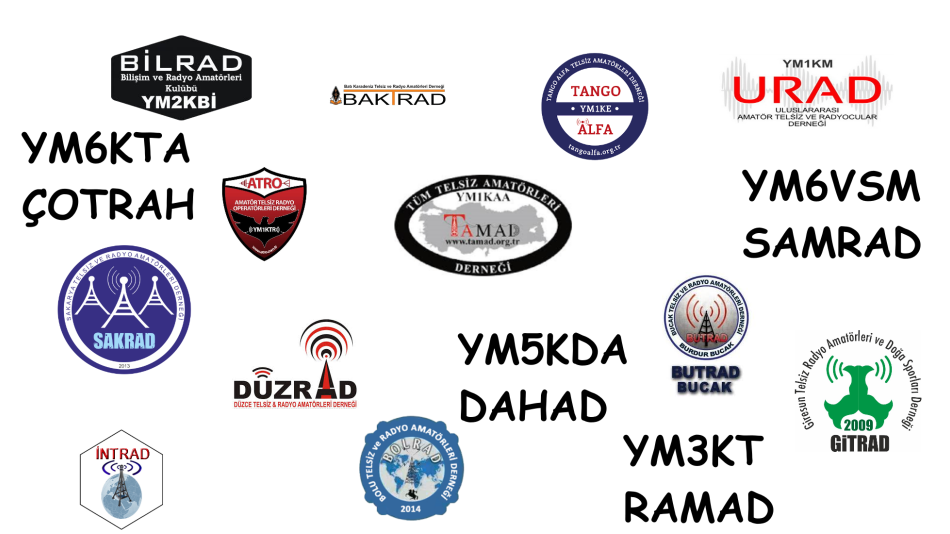 BİLRAD
Bilişim ve Radyo Amatörleri
Kulübü
YM2KBİ
Batı Karadeniz Telsiz ve Radyo Amatörleri Derneği
BAKTRAD
TANGO ALFA TELSİZ AMATÖRLERİ DERNEĞİ
TANGO
YM1KE
ALFA
tangoalfa.org.tr
YM1KM
URAD
ULUSLARARASI
AMATÖR TELSİZ VE RADYOCULAR
DERNEĞİ
YM6KTA
ÇOTRAH
ATRO
AMATÖR TELSİZ RADYO
OPERATÖRLERİ DERNEĞİ
YM1KTR
TÜM TELSİZ AMATÖRLERİ
YM1KAA
TAMAD
www.tamad.org.tr
DERNEĞİ
YM6VSM
SAMRAD
SAKARYA TELSİZ VE RADYO AMATÖRLERİ DERNEĞİ
SAKRAD
2013
DÜZRAD
DÜZCE TELSİZ & RADYO AMATÖRLERİ DERNEĞİ
YM5KDA
DAHAD
BUCAK TELSİZ VE RADYO AMATÖRLERİ DERNEĞİ
BUTRAD
BURDUR BUCAK
BUTRAD
BUCAK
Giresun Telsiz Radyo Amatörleri ve Doğa Sporları Derneği
2009
GİTRAD
İNTRAD
BOLU TELSİZ ve RADYO AMATÖRLERİ DERNEĞİ
BOLRAD
2014
YM3KT
RAMAD